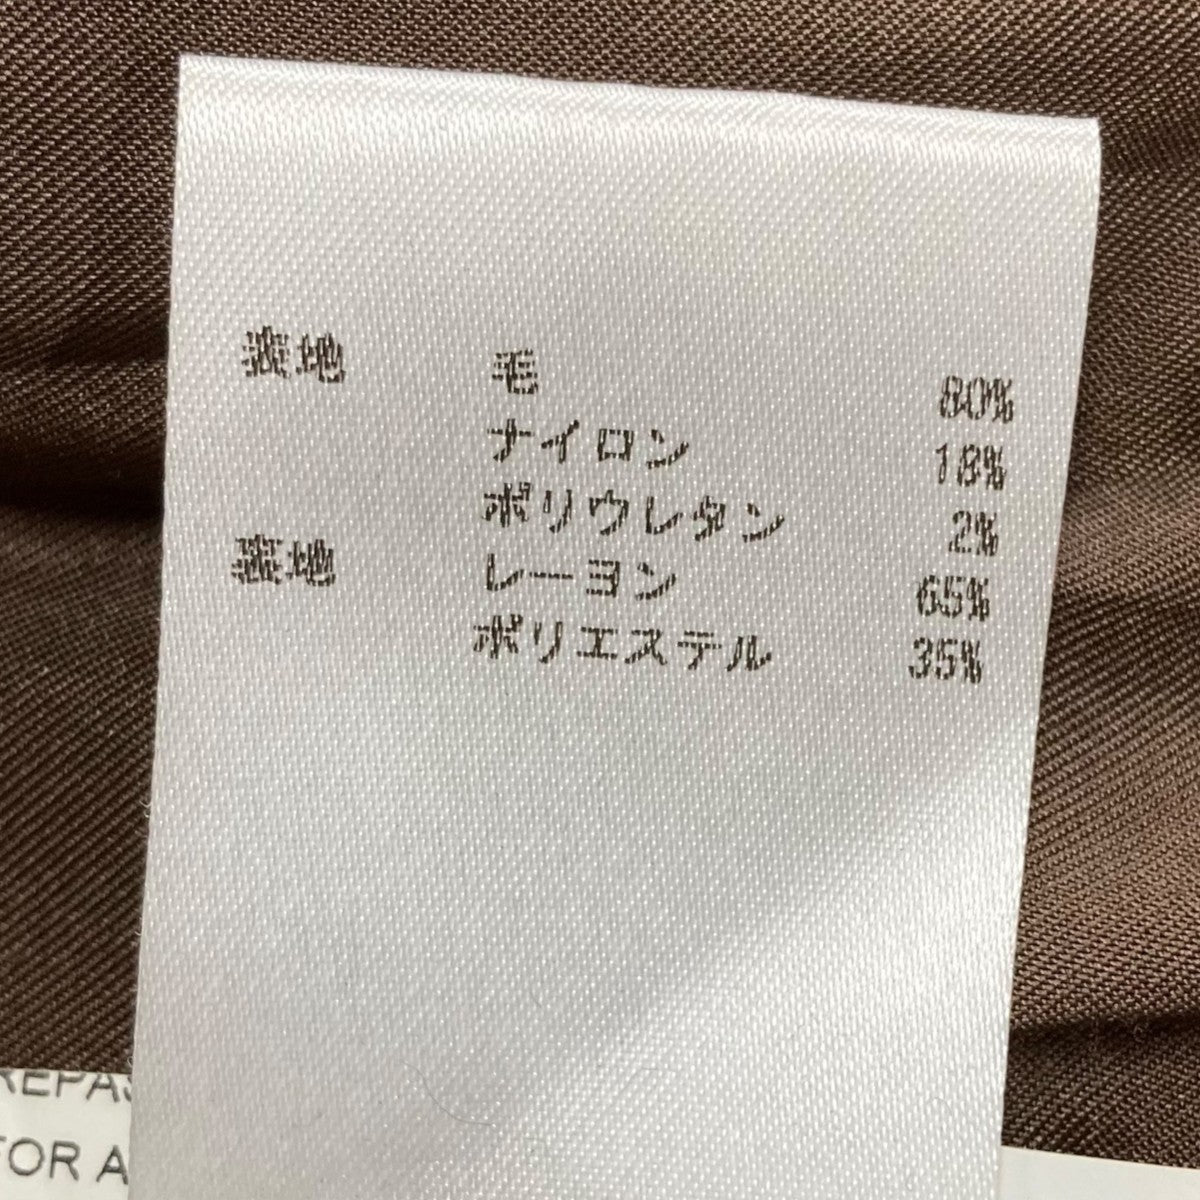 表地 毛 80%
ナイロン 18%
ポリウレタン 2%
裏地 レーヨン 65%
ポリエステル 35%
FOR A